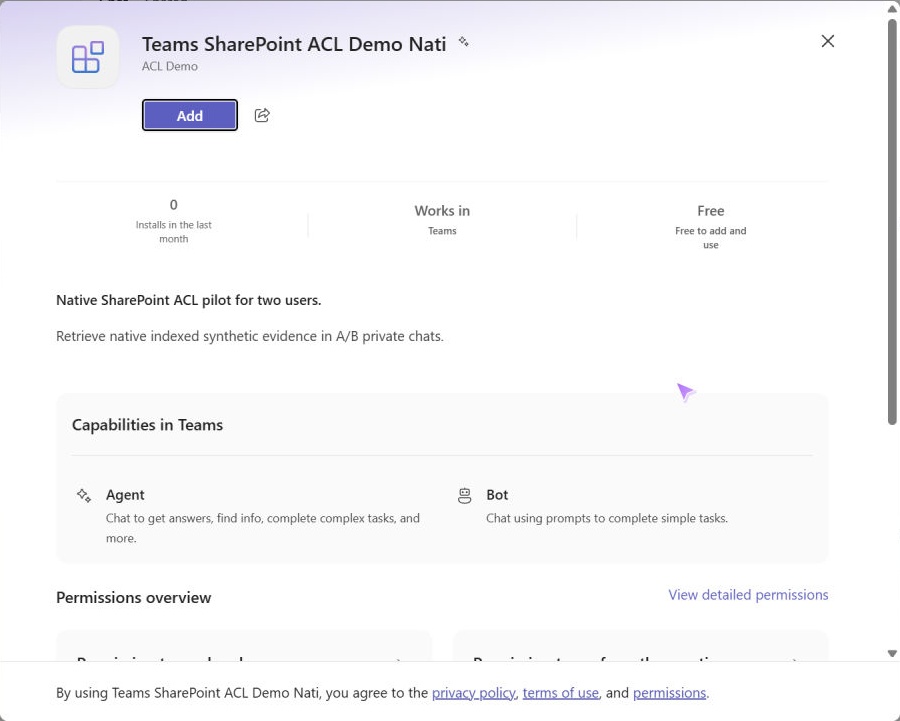 Teams SharePoint ACL Demo Nati
ACL Demo
Add
0
Installs in the last
month
Works in
Teams
Free
Free to add and
use
Native SharePoint ACL pilot for two users.
Retrieve native indexed synthetic evidence in A/B private chats.
Capabilities in Teams
Agent
Chat to get answers, find info, complete complex tasks, and
more.
Bot
Chat using prompts to complete simple tasks.
Permissions overview
View detailed permissions
By using Teams SharePoint ACL Demo Nati, you agree to the privacy policy, terms of use, and permissions.